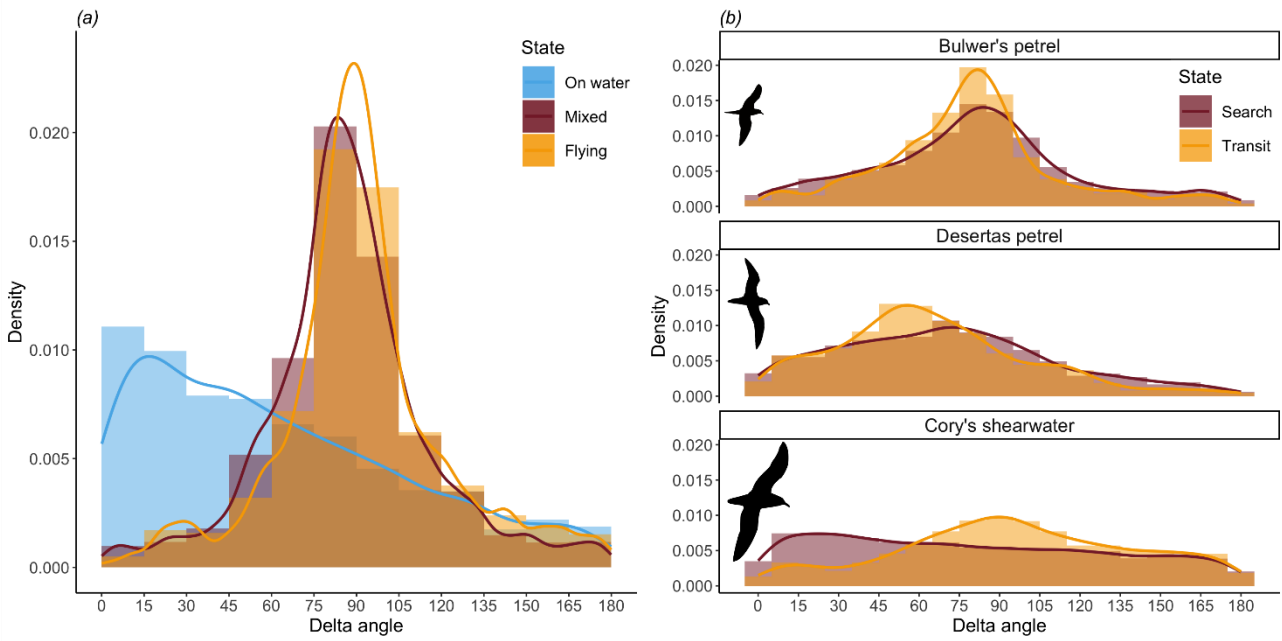 (a)
State
On water
Mixed
Flying
Density
0.020
0.015
0.010
0.005
0.000
0 15 30 45 60 75 90 105 120 135 150 165 180
Delta angle
(b)
Bulwer's petrel
State
Search
Transit
0.020
0.015
0.010
0.005
0.000
Desertas petrel
0.020
0.015
0.010
0.005
0.000
Density
Cory's shearwater
0.020
0.015
0.010
0.005
0.000
0 15 30 45 60 75 90 105 120 135 150 165 180
Delta angle